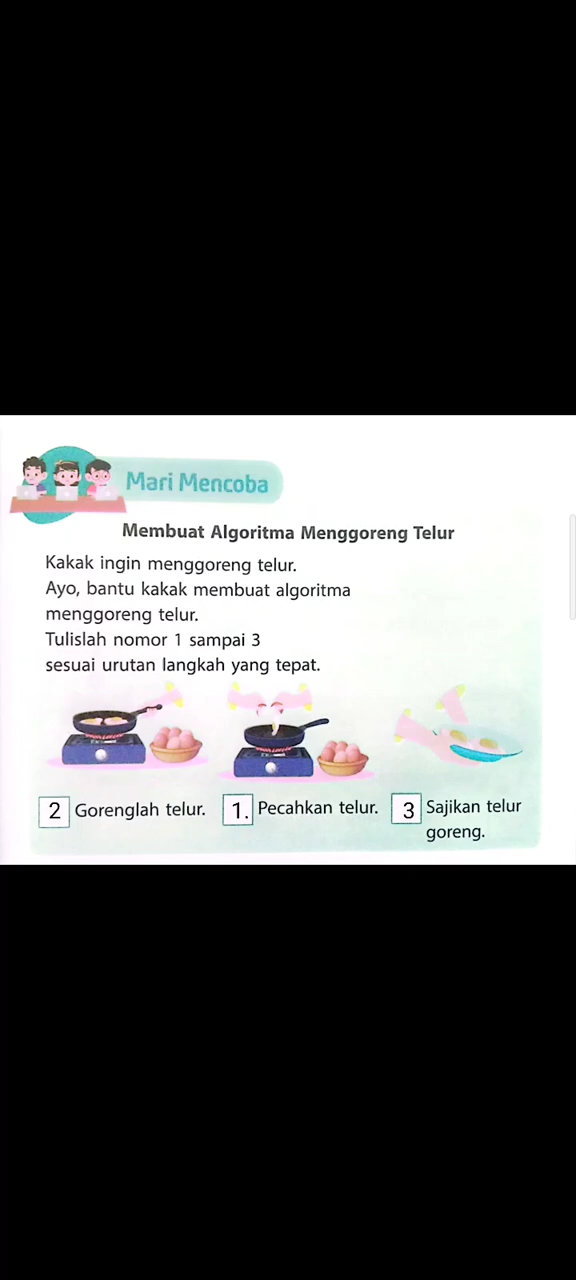 Mari Mencoba
Membuat Algoritma Menggoreng Telur
Kakak ingin menggoreng telur.
Ayo, bantu kakak membuat algoritma
menggoreng telur.
Tulislah nomor 1 sampai 3
sesuai urutan langkah yang tepat.
2 Gorenglah telur. 1. Pecahkan telur. 3 Sajikan telur
goreng.